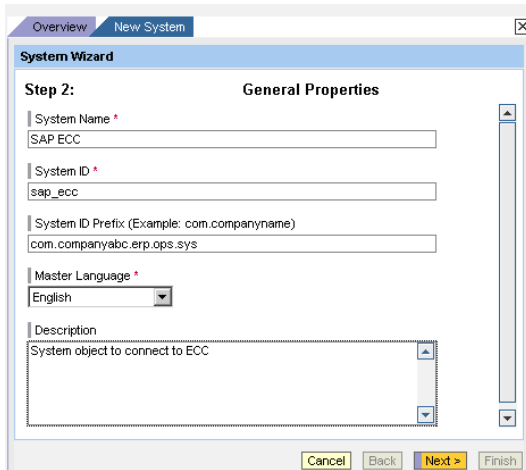 Overview New System
System Wizard
Step 2: General Properties
System Name *
SAP ECC
System ID *
sap_ecc
System ID Prefix (Example: com.companyname)
com.companyabc.erp.ops.sys
Master Language *
English
Description
System object to connect to ECC
Cancel Back Next > Finish